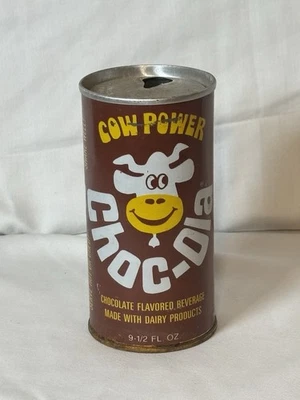 COW POWER
CHOC-OLA
CHOCOLATE FLAVORED BEVERAGE
MADE WITH DAIRY PRODUCTS
9-1/2 FL OZ